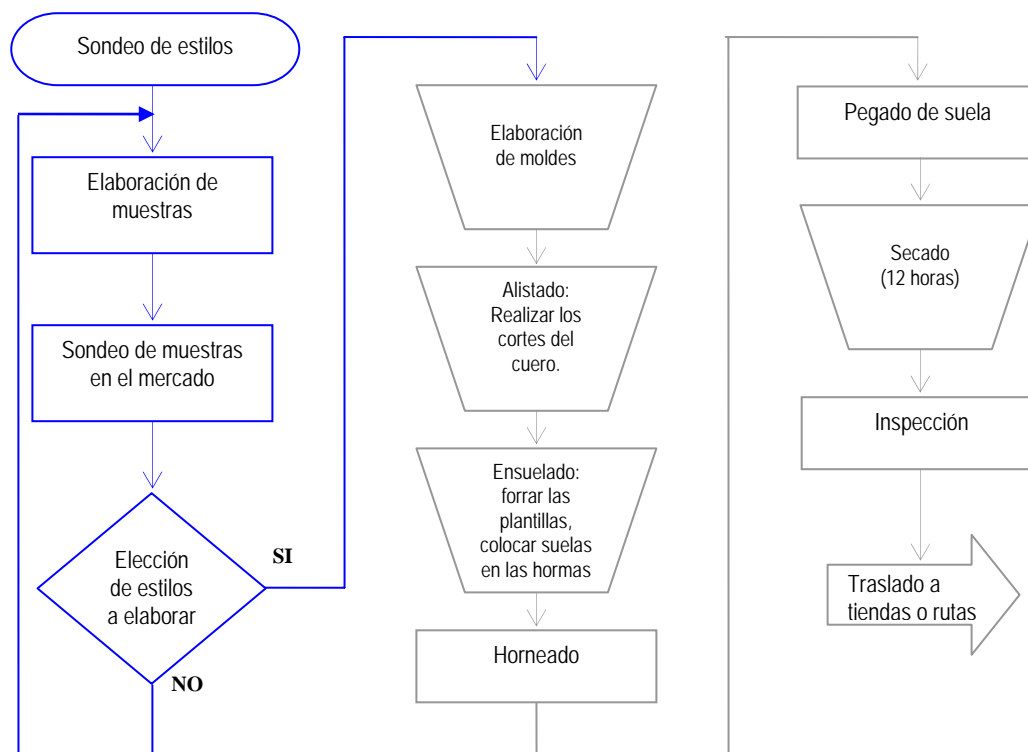 Sondeo de estilos
Elaboración de
muestras
Sondeo de muestras
en el mercado
Elección
de estilos
a elaborar
SI
NO
Elaboración
de moldes
Alistado:
Realizar los
cortes del
cuero.
Ensuelado:
forrar las
plantillas,
colocar suelas
en las hormas
Horneado
Pegado de suela
Secado
(12 horas)
Inspección
Traslado a
tiendas o rutas